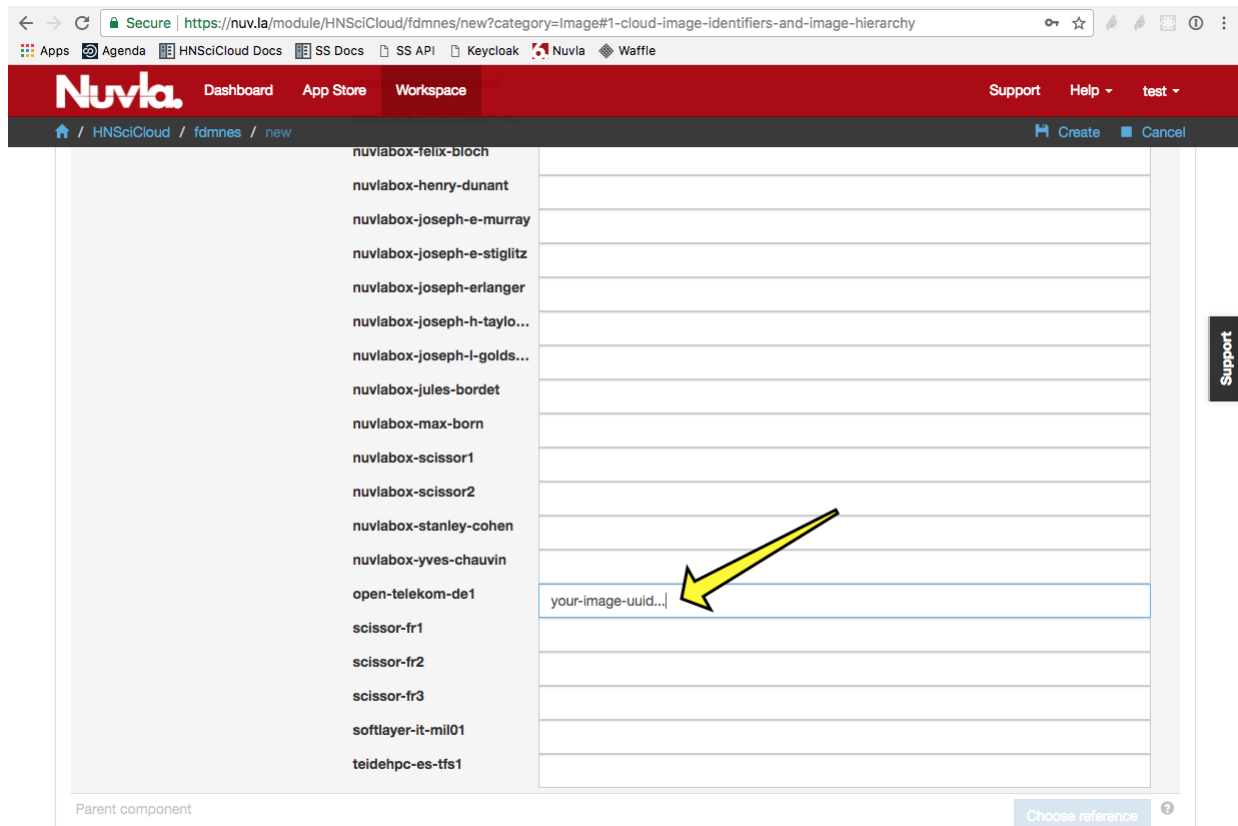 Secure | https://nuv.la/module/HNSciCloud/fdmnes/new?category=Image#1-cloud-image-identifiers-and-image-hierarchy
Apps Agenda HNSciCloud Docs SS Docs SS API Keycloak Nuvla Waffle
Nuvla. Dashboard App Store Workspace Support Help test
/ HNSciCloud / fdmnes / new Create Cancel
nuvlabox-felix-bloch
nuvlabox-henry-dunant
nuvlabox-joseph-e-murray
nuvlabox-joseph-e-stiglitz
nuvlabox-joseph-erlanger
nuvlabox-joseph-h-taylo...
nuvlabox-joseph-l-golds...
Support
nuvlabox-jules-bordet
nuvlabox-max-born
nuvlabox-scissor1
nuvlabox-scissor2
nuvlabox-stanley-cohen
nuvlabox-yves-chauvin
open-telekom-de1 your-image-uuid...
scissor-fr1
scissor-fr2
scissor-fr3
softlayer-it-mil01
teidehpc-es-tfs1
Parent component Choose reference